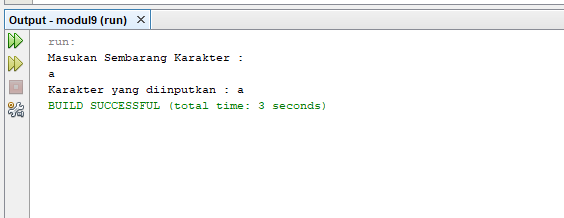 Output - modul9 (run) ×
run:
Masukan Sembarang Karakter :
a
Karakter yang diinputkan : a
BUILD SUCCESSFUL (total time: 3 seconds)